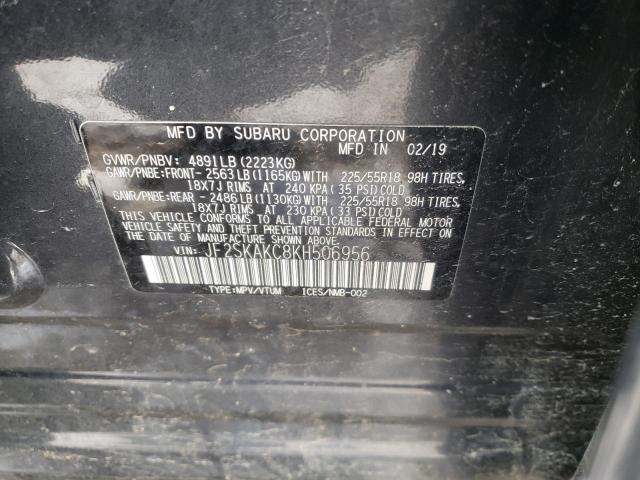 MFD BY SUBARU CORPORATION
MFD IN 02/19
GVWR/PNBV: 4891LB (2223KG)
GAWR/PNBE:FRONT- 2563LB (1165KG)WITH 225/55R18 98H TIRES,
18X7J RIMS AT 240 KPA (35 PSI)COLD
GAWR/PNBE:REAR - 2486LB (1130KG)WITH 225/55R18 98H TIRES,
18X7J RIMS AT 230 KPA (33 PSI)COLD
THIS VEHICLE CONFORMS TO ALL APPLICABLE FEDERAL MOTOR
VEHICLE SAFETY AND THEFT PREVENTION STANDARDS IN EFFECT ON
THE DATE OF MANUFACTURE SHOWN ABOVE.
VIN: JF2SKAKC8KH506956
TYPE:MPV/VTUM ICES/NMB-002